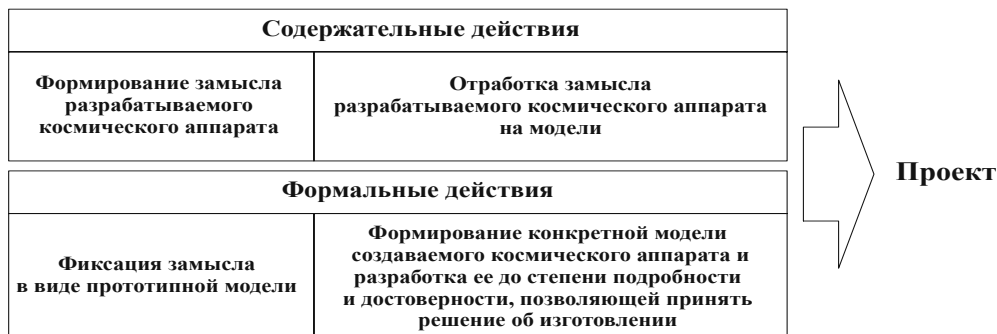 Содержательные действия
Формирование замысла
разрабатываемого
космического аппарата
Отработка замысла
разрабатываемого космического аппарата
на модели
Формальные действия
Фиксация замысла
в виде прототипной модели
Формирование конкретной модели
создаваемого космического аппарата и
разработка ее до степени подробности
и достоверности, позволяющей принять
решение об изготовлении
Проект